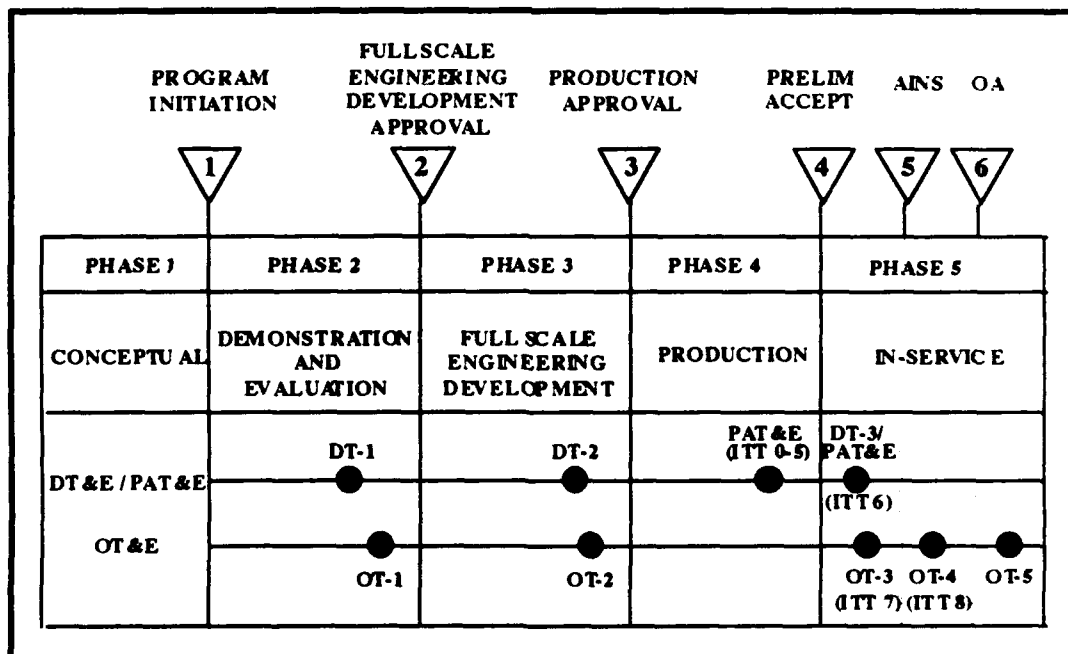 PROGRAM
INITIATION
FULL SCALE
ENGINEERING
DEVELOPMENT
APPROVAL
PRODUCTION
APPROVAL
PRELIM
ACCEPT
AINS
OA
1
2
3
4
5
6
PHASE 1
PHASE 2
PHASE 3
PHASE 4
PHASE 5
CONCEPTUAL
DEMONSTRATION
AND
EVALUATION
FULL SCALE
ENGINEERING
DEVELOPMENT
PRODUCTION
IN-SERVICE
DT&E / PAT&E
DT-1
DT-2
PAT&E
(ITT 0-5)
DT-3/
PAT&E
(ITT 6)
OT&E
OT-1
OT-2
OT-3
(ITT 7)
OT-4
(ITT 8)
OT-5